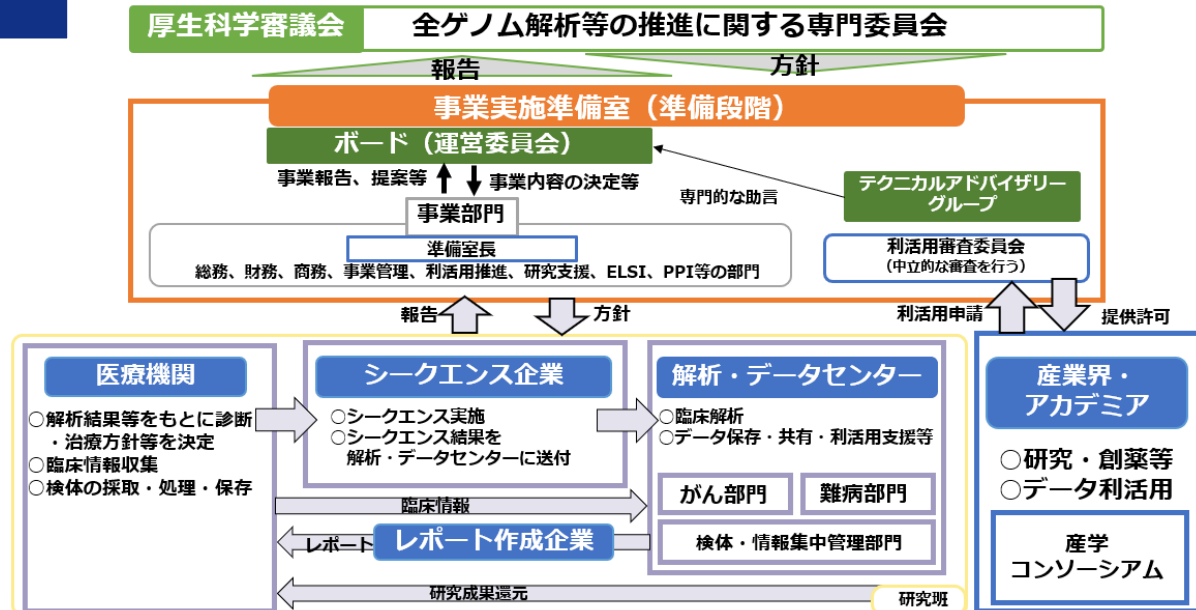 厚生科学審議会
全ゲノム解析等の推進に関する専門委員会
報告
方針
事業実施準備室（準備段階）
ボード（運営委員会）
事業報告、提案等
事業内容の決定等
専門的な助言
テクニカルアドバイザリー
グループ
事業部門
準備室長
総務、財務、商務、事業管理、利活用推進、研究支援、ELSI、PPI等の部門
利活用審査委員会
（中立的な審査を行う）
報告
方針
利活用申請
提供許可
医療機関
○解析結果等をもとに診断
・治療方針等を決定
○臨床情報収集
○検体の採取・処理・保存
シークエンス企業
○シークエンス実施
○シークエンス結果を
解析・データセンターに送付
解析・データセンター
○臨床解析
○データ保存・共有・利活用支援等
がん部門
難病部門
検体・情報集中管理部門
臨床情報
レポート
レポート作成企業
研究成果還元
研究班
産業界・
アカデミア
○研究・創薬等
○データ利活用
産学
コンソーシアム